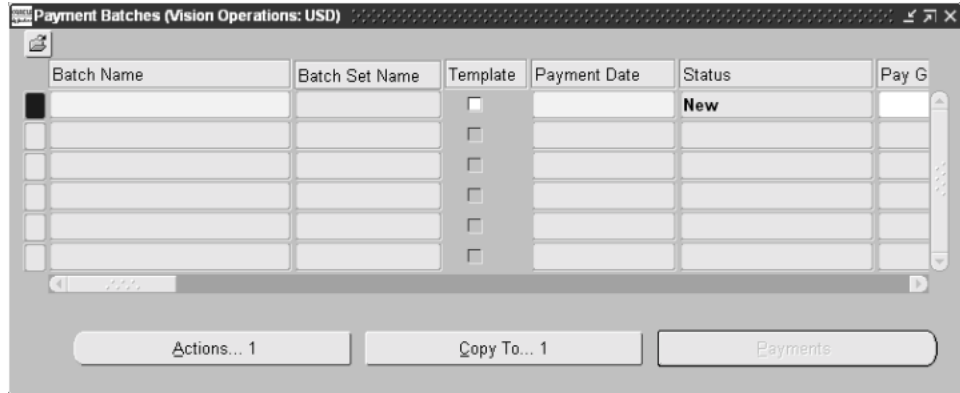 Payment Batches (Vision Operations: USD)
Batch Name Batch Set Name Template Payment Date Status Pay G
New
Actions... 1 Copy To... 1 Payments